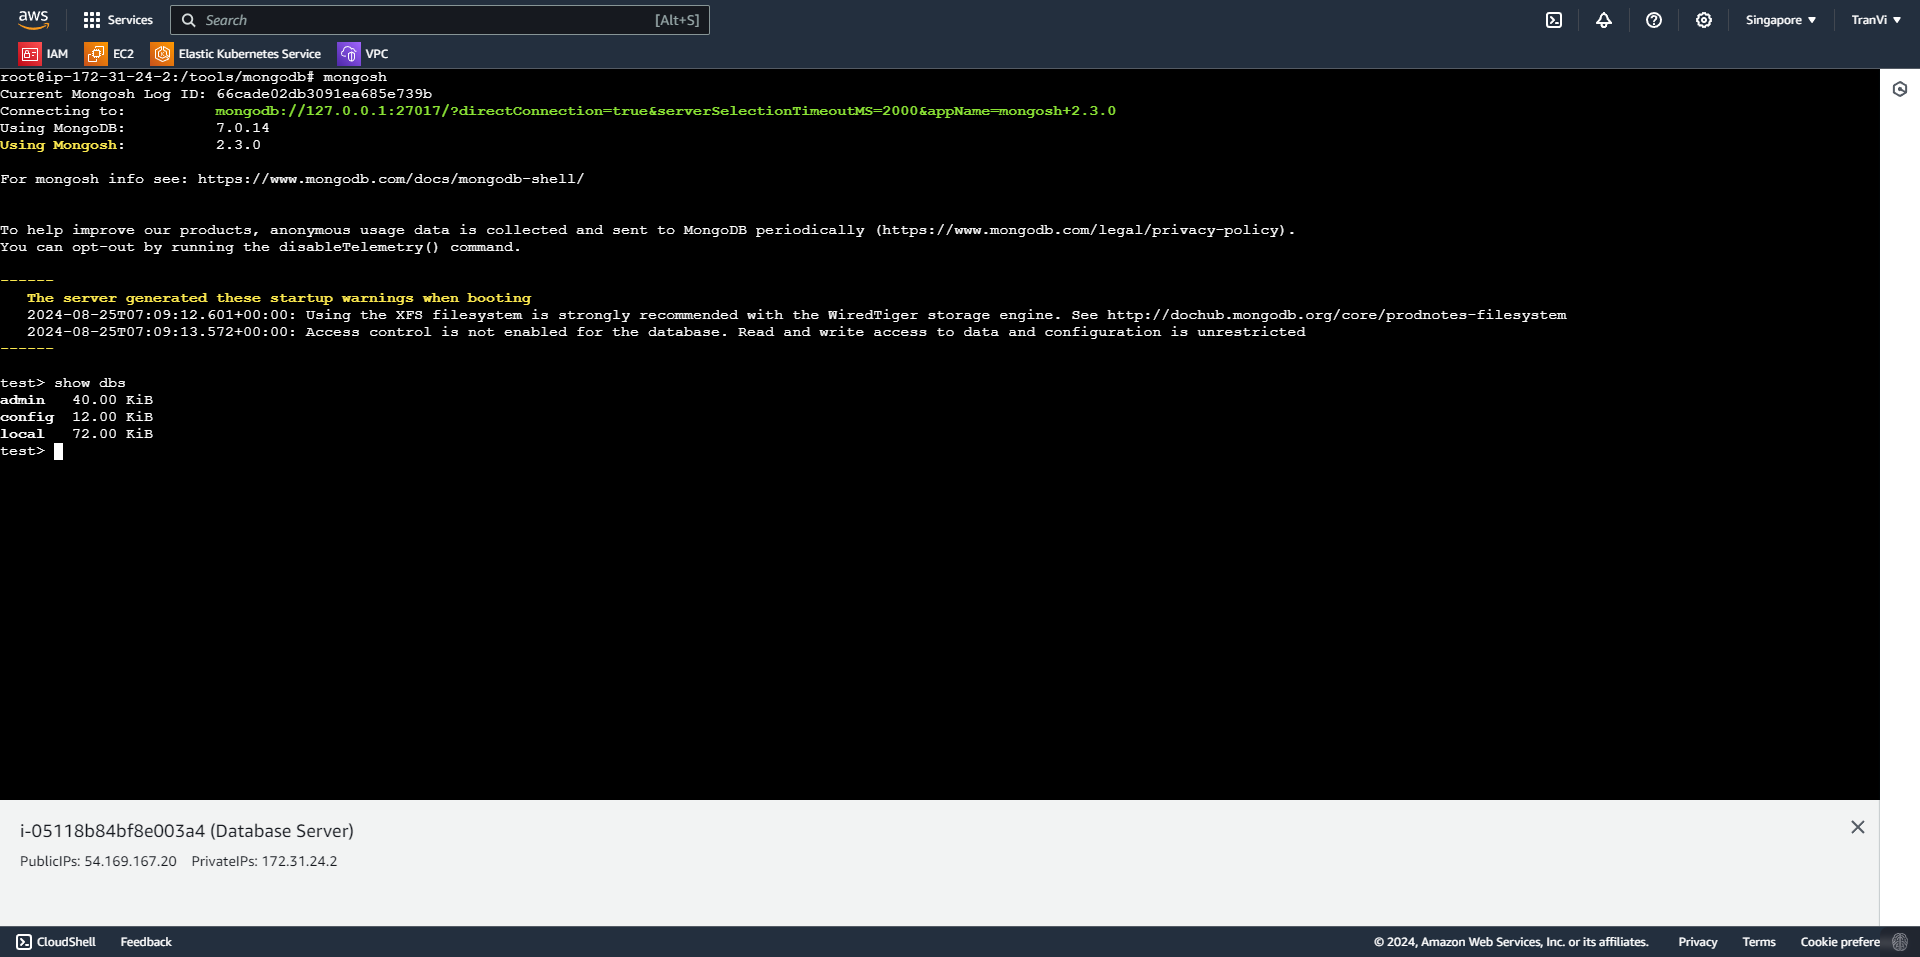 aws
Services
Search [Alt+S]
Singapore
TranVi
IAM
EC2
Elastic Kubernetes Service
VPC
root@ip-172-31-24-2:/tools/mongodb# mongosh
Current Mongosh Log ID: 66cade02db3091ea685e739b
Connecting to: mongodb://127.0.0.1:27017/?directConnection=true&serverSelectionTimeoutMS=2000&appName=mongosh+2.3.0
Using MongoDB: 7.0.14
Using Mongosh: 2.3.0
For mongosh info see: https://www.mongodb.com/docs/mongodb-shell/
To help improve our products, anonymous usage data is collected and sent to MongoDB periodically (https://www.mongodb.com/legal/privacy-policy).
You can opt-out by running the disableTelemetry() command.
------
The server generated these startup warnings when booting
2024-08-25T07:09:12.601+00:00: Using the XFS filesystem is strongly recommended with the WiredTiger storage engine. See http://dochub.mongodb.org/core/prodnotes-filesystem
2024-08-25T07:09:13.572+00:00: Access control is not enabled for the database. Read and write access to data and configuration is unrestricted
------
test> show dbs
admin 40.00 KiB
config 12.00 KiB
local 72.00 KiB
test>
i-05118b84bf8e003a4 (Database Server)
PublicIPs: 54.169.167.20 PrivateIPs: 172.31.24.2
CloudShell
Feedback
© 2024, Amazon Web Services, Inc. or its affiliates.
Privacy
Terms
Cookie prefere